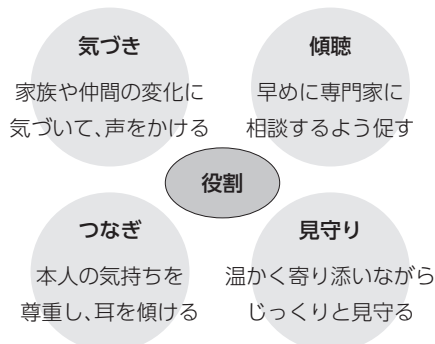 気づき
家族や仲間の変化に
気づいて、声をかける
傾聴
早めに専門家に
相談するよう促す
役割
つなぎ
本人の気持ちを
尊重し、耳を傾ける
見守り
温かく寄り添いながら
じっくりと見守る